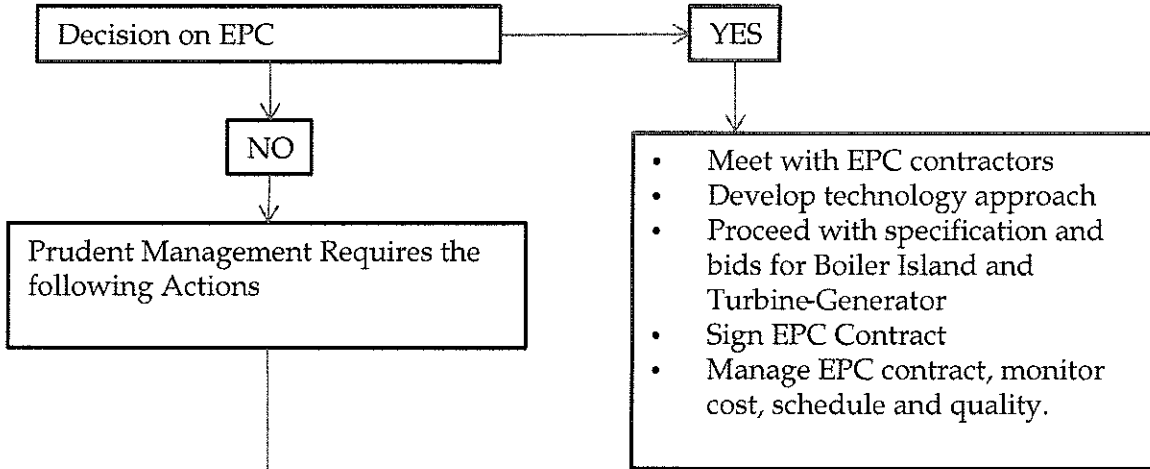 Decision on EPC
YES
NO
Prudent Management Requires the
following Actions
• Meet with EPC contractors
• Develop technology approach
• Proceed with specification and
bids for Boiler Island and
Turbine-Generator
• Sign EPC Contract
• Manage EPC contract, monitor
cost, schedule and quality.